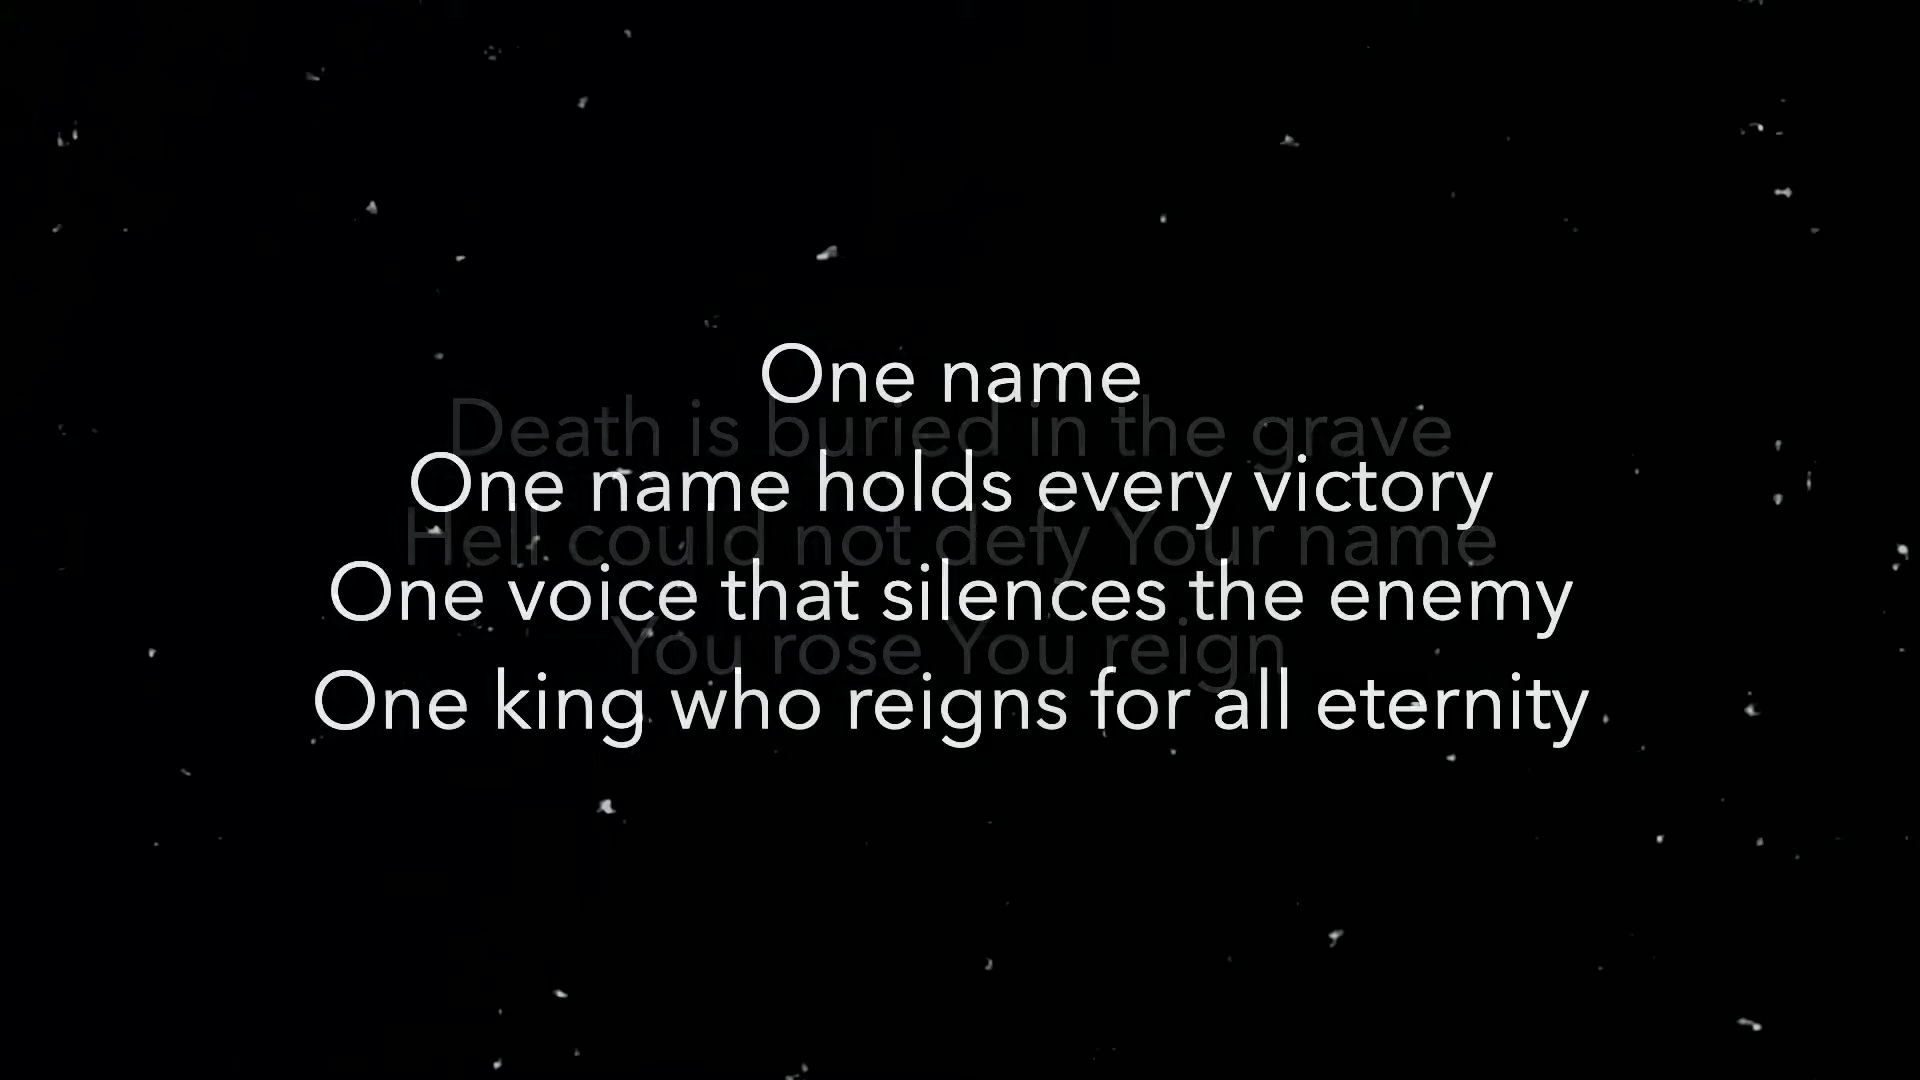 One name
Death is buried in the grave
One name holds every victory
Hell could not defy Your name
One voice that silences the enemy
You rose You reign
One king who reigns for all eternity